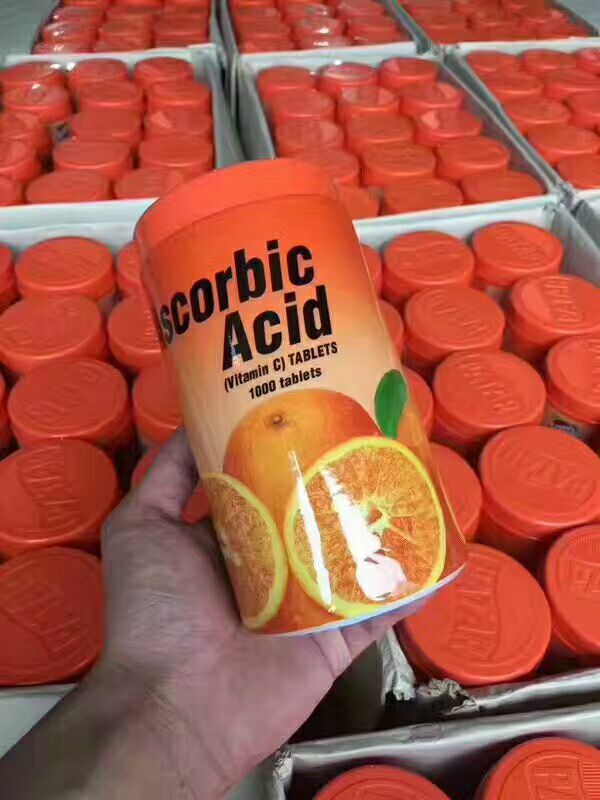 scorbic
Acid
(Vitamin C) TABLETS
1000 tablets